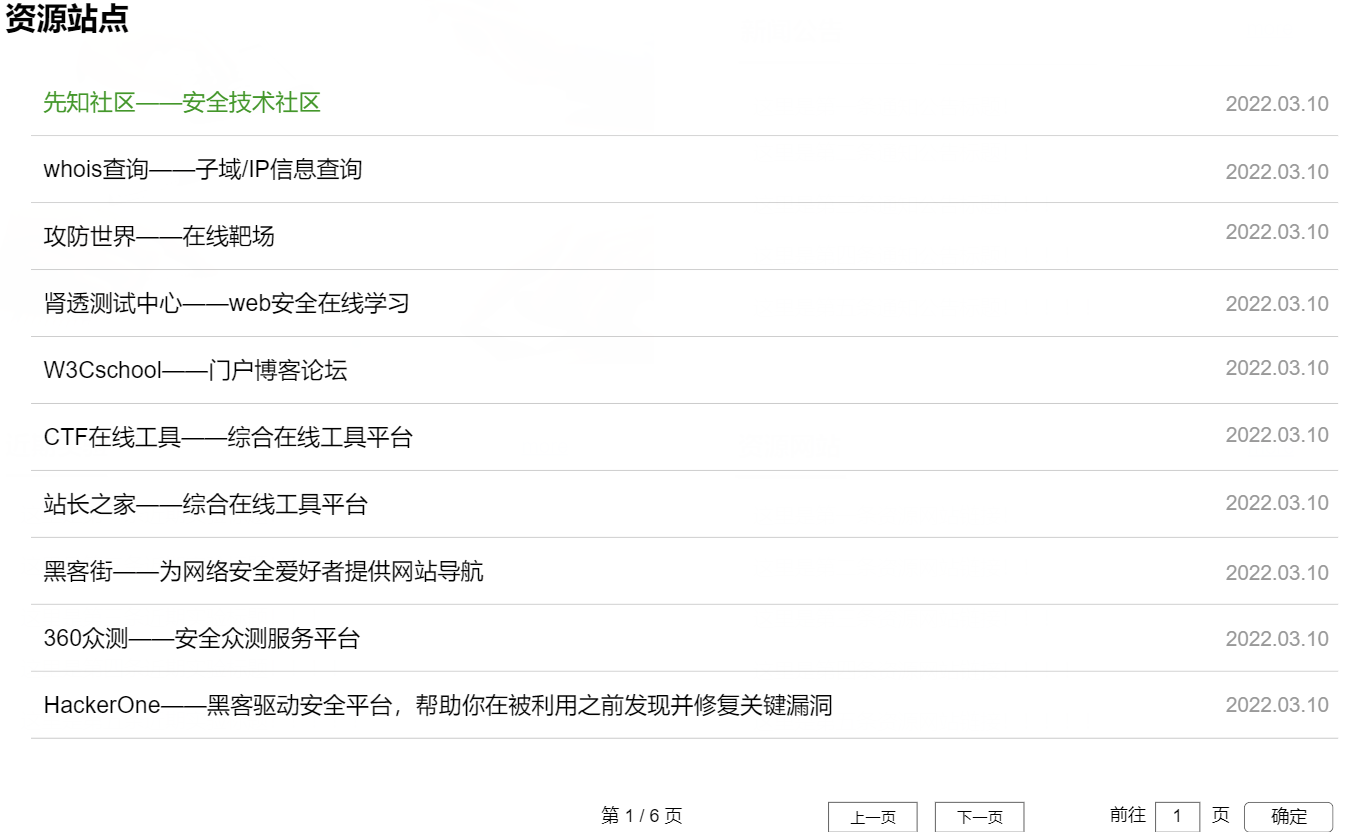 资源站点
先知社区——安全技术社区 2022.03.10
whois查询——子域/IP信息查询 2022.03.10
攻防世界——在线靶场 2022.03.10
肾透测试中心——web安全在线学习 2022.03.10
W3Cschool——门户博客论坛 2022.03.10
CTF在线工具——综合在线工具平台 2022.03.10
站长之家——综合在线工具平台 2022.03.10
黑客街——为网络安全爱好者提供网站导航 2022.03.10
360众测——安全众测服务平台 2022.03.10
HackerOne——黑客驱动安全平台，帮助你在被利用之前发现并修复关键漏洞 2022.03.10
第 1 / 6 页 上一页 下一页 前往 1 页 确定